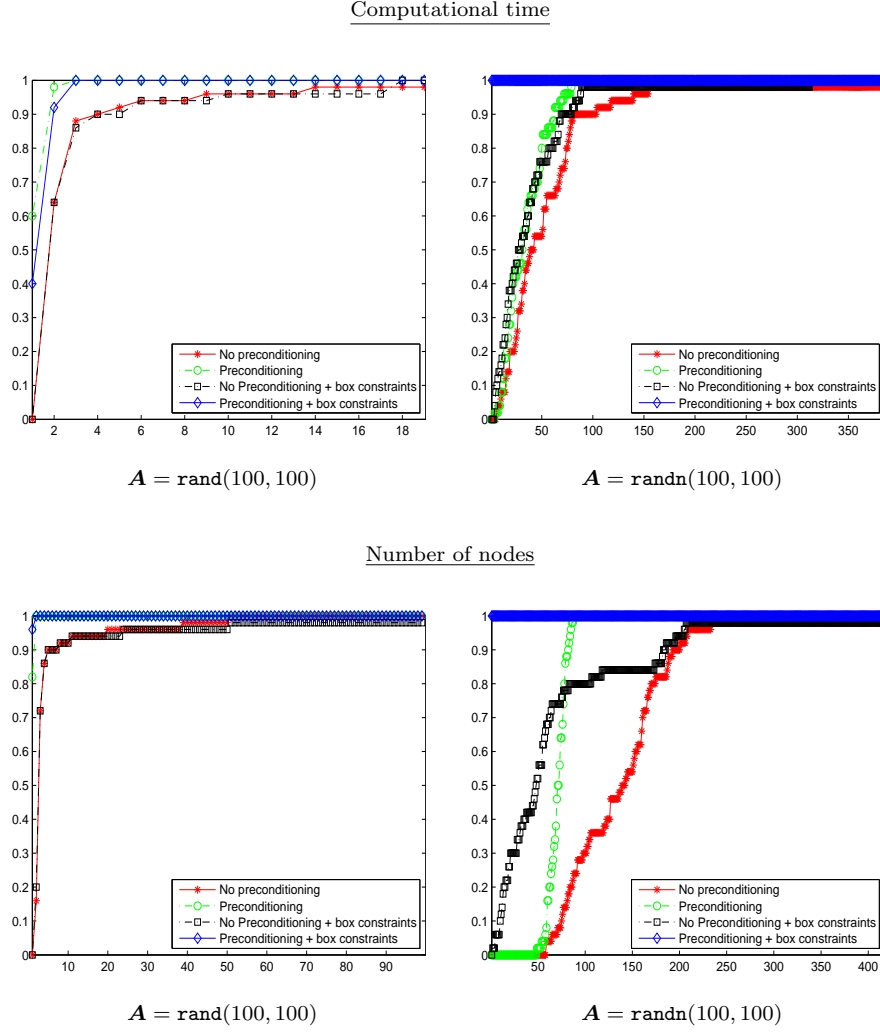 Computational time
1
0.9
0.8
0.7
0.6
0.5
0.4
0.3
0.2
0.1
0
No preconditioning
Preconditioning
No Preconditioning + box constraints
Preconditioning + box constraints
2 4 6 8 10 12 14 16 18
A = rand(100, 100)
1
0.9
0.8
0.7
0.6
0.5
0.4
0.3
0.2
0.1
0
No preconditioning
Preconditioning
No Preconditioning + box constraints
Preconditioning + box constraints
50 100 150 200 250 300 350
A = randn(100, 100)
Number of nodes
1
0.9
0.8
0.7
0.6
0.5
0.4
0.3
0.2
0.1
0
No preconditioning
Preconditioning
No Preconditioning + box constraints
Preconditioning + box constraints
10 20 30 40 50 60 70 80 90
A = rand(100, 100)
1
0.9
0.8
0.7
0.6
0.5
0.4
0.3
0.2
0.1
0
No preconditioning
Preconditioning
No Preconditioning + box constraints
Preconditioning + box constraints
50 100 150 200 250 300 350 400
A = randn(100, 100)